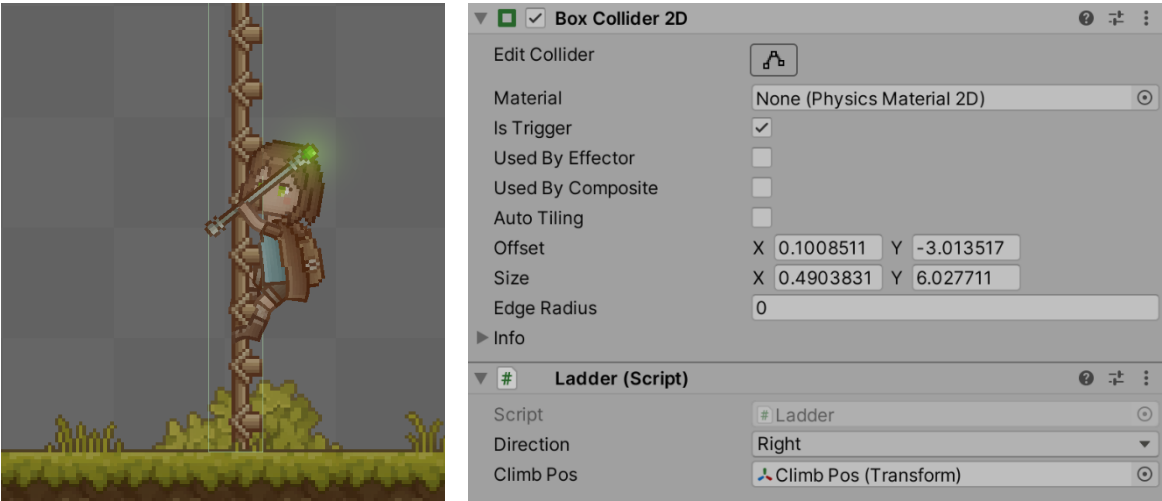 Box Collider 2D
Edit Collider
Material None (Physics Material 2D)
Is Trigger
Used By Effector
Used By Composite
Auto Tiling
Offset X 0.1008511 Y -3.013517
Size X 0.4903831 Y 6.027711
Edge Radius 0
Info
# Ladder (Script)
Script # Ladder
Direction Right
Climb Pos Climb Pos (Transform)